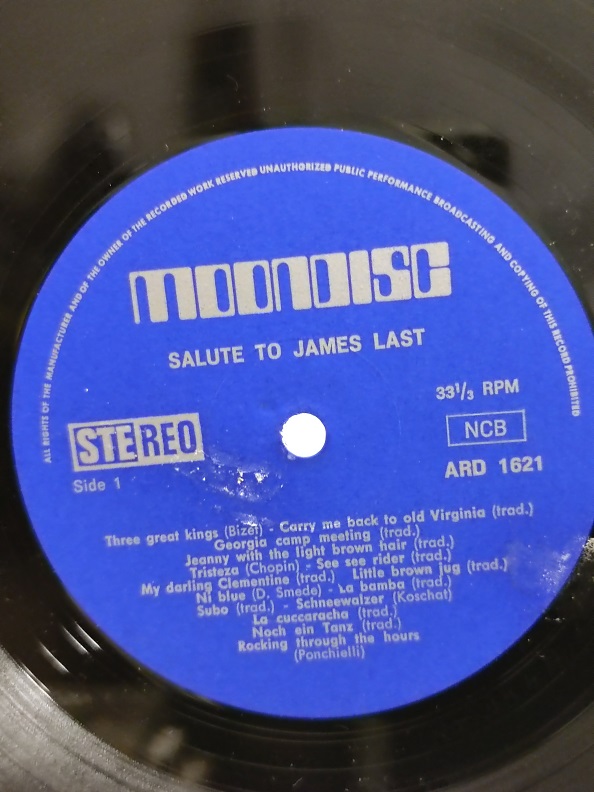 ALL RIGHTS OF THE MANUFACTURER AND OF THE OWNER OF THE RECORDED WORK RESERVED UNAUTHORIZED PUBLIC PERFORMANCE BROADCASTING AND COPYING OF THIS RECORD PROHIBITED
MOONDISC
SALUTE TO JAMES LAST
33 1/3 RPM
STEREO
NCB
Side 1
ARD 1621
Three great kings (Bizet) - Carry me back to old Virginia (trad.)
Georgia camp meeting (trad.)
Jeanny with the light brown hair (trad.)
Tristeza (Chopin) - See see rider (trad.)
My darling Clementine (trad.) Little brown jug (trad.)
Ni blue (D. Smede) - La bamba (trad.)
Subo (trad.) - Schneewalzer (Koschat)
La cuccaracha (trad.)
Noch ein Tanz (trad.)
Rocking through the hours
(Ponchielli)